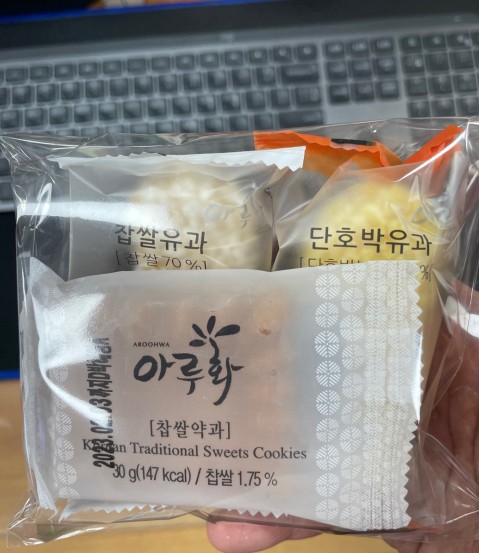 찹쌀유과
[찹쌀 70%]
단호박유과
AROOHWA
아루화
[찹쌀약과]
Korean Traditional Sweets Cookies
30 g(147 kcal) / 찹쌀 1.75 %